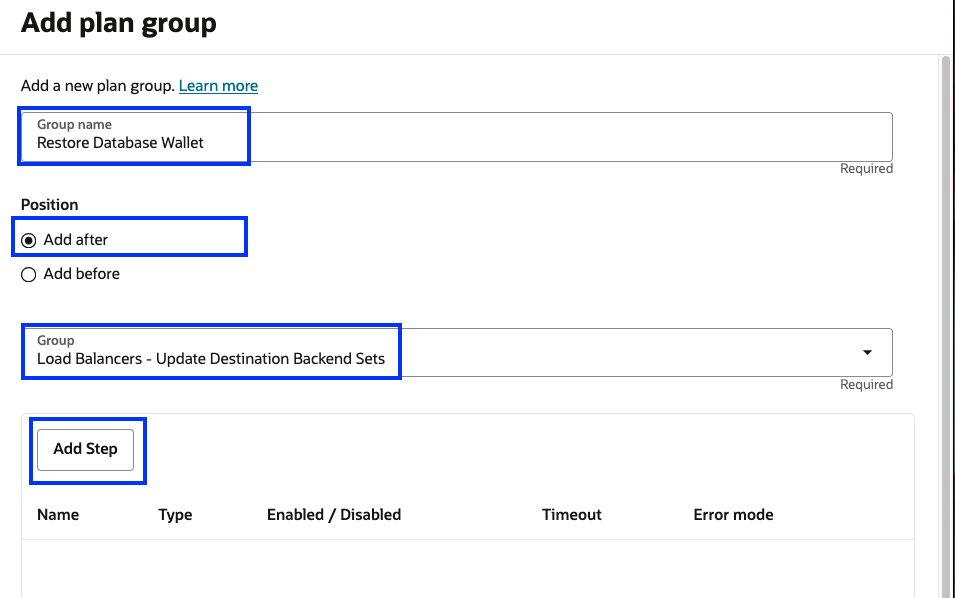 Add plan group
Add a new plan group. Learn more
Group name
Restore Database Wallet
Required
Position
Add after
Add before
Group
Load Balancers - Update Destination Backend Sets
Required
Add Step
Name Type Enabled / Disabled Timeout Error mode